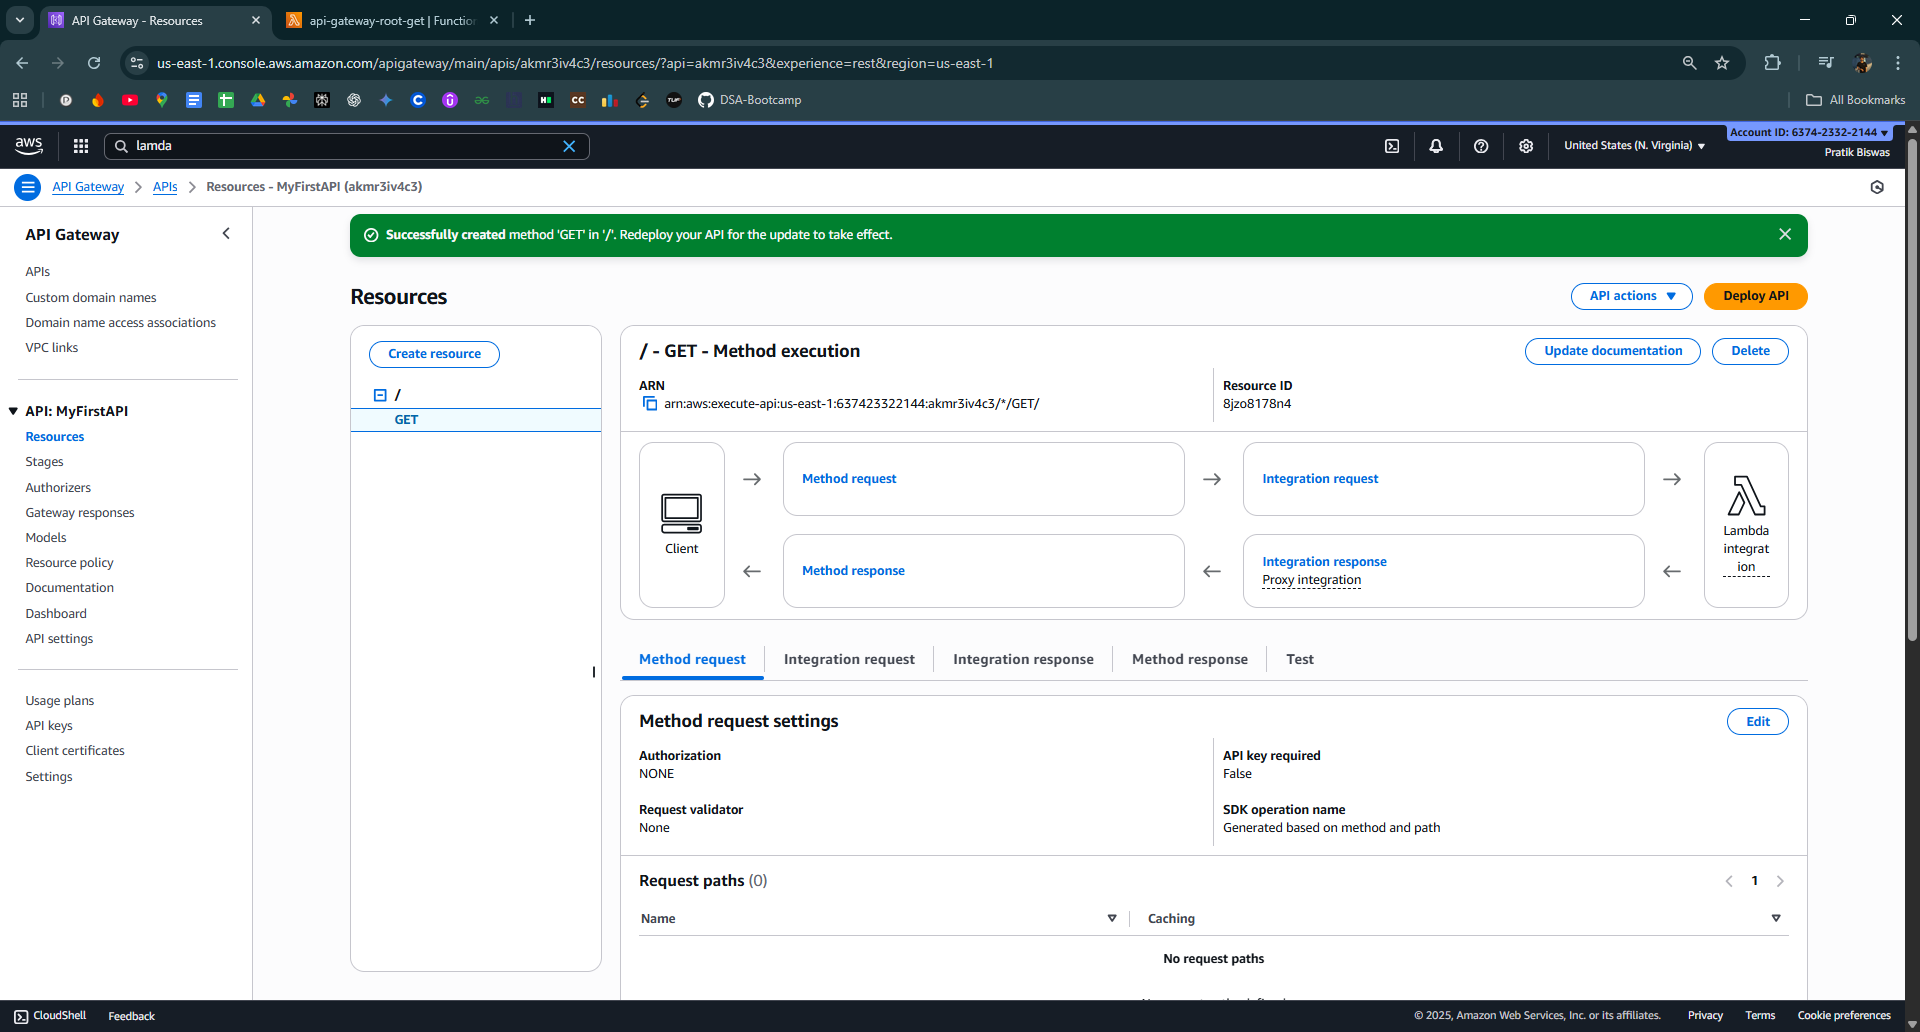 API Gateway - Resources
api-gateway-root-get | Functio
us-east-1.console.aws.amazon.com/apigateway/main/apis/akmr3iv4c3/resources/?api=akmr3iv4c3&experience=rest&region=us-east-1
DSA-Bootcamp
All Bookmarks
aws
lamda
United States (N. Virginia)
Account ID: 6374-2332-2144
Pratik Biswas
API Gateway
APIs
Resources - MyFirstAPI (akmr3iv4c3)
API Gateway
APIs
Custom domain names
Domain name access associations
VPC links
API: MyFirstAPI
Resources
Stages
Authorizers
Gateway responses
Models
Resource policy
Documentation
Dashboard
API settings
Usage plans
API keys
Client certificates
Settings
Successfully created method 'GET' in '/'. Redeploy your API for the update to take effect.
Resources
API actions
Deploy API
Create resource
/
GET
/ - GET - Method execution
Update documentation
Delete
ARN
arn:aws:execute-api:us-east-1:637423322144:akmr3iv4c3/*/GET/
Resource ID
8jzo8178n4
Client
Method request
Integration request
Method response
Integration response
Proxy integration
Lambda
integrat
ion
Method request
Integration request
Integration response
Method response
Test
Method request settings
Edit
Authorization
NONE
API key required
False
Request validator
None
SDK operation name
Generated based on method and path
Request paths (0)
1
Name
Caching
No request paths
CloudShell
Feedback
© 2025, Amazon Web Services, Inc. or its affiliates.
Privacy
Terms
Cookie preferences